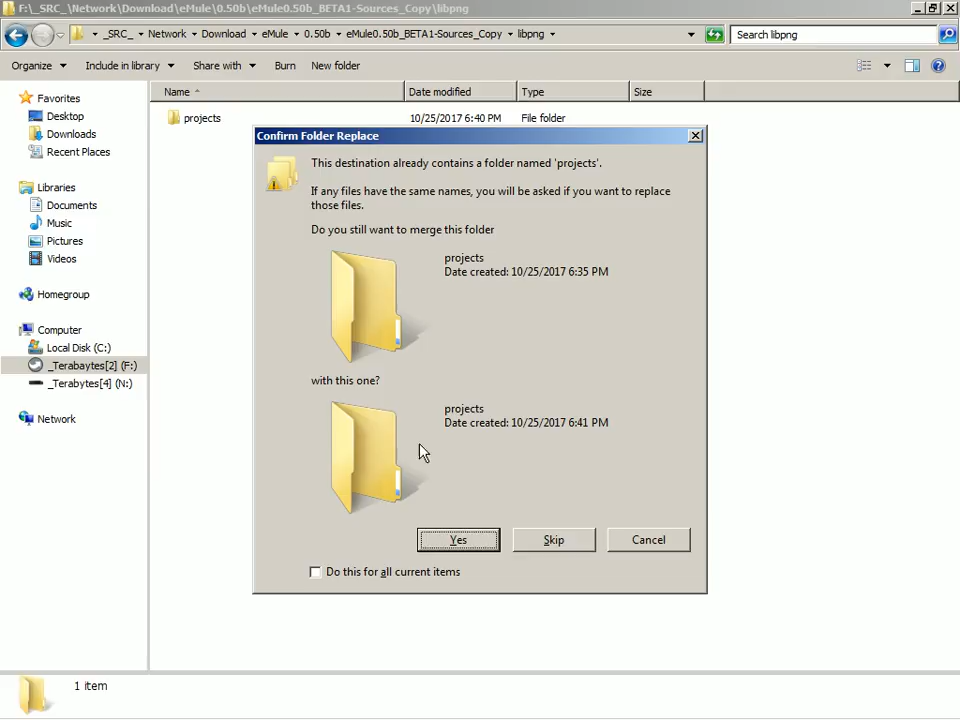 F:\_SRC_\Network\Download\eMule\0.50b\eMule0.50b_BETA1-Sources_Copy\libpng
_SRC_ Network Download eMule 0.50b eMule0.50b_BETA1-Sources_Copy libpng
Search libpng
Organize Include in library Share with Burn New folder
Name Date modified Type Size
projects 10/25/2017 6:40 PM File folder
Favorites
Desktop
Downloads
Recent Places
Libraries
Documents
Music
Pictures
Videos
Homegroup
Computer
Local Disk (C:)
_Terabaytes[2] (F:)
_Terabytes[4] (N:)
Network
Confirm Folder Replace
This destination already contains a folder named 'projects'.
If any files have the same names, you will be asked if you want to replace
those files.
Do you still want to merge this folder
projects
Date created: 10/25/2017 6:35 PM
with this one?
projects
Date created: 10/25/2017 6:41 PM
Yes Skip Cancel
Do this for all current items
1 item